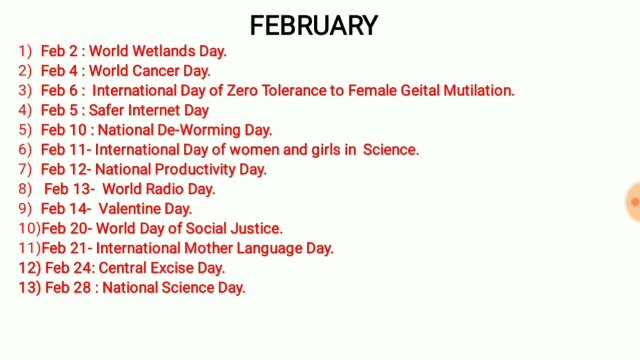 FEBRUARY
1) Feb 2 : World Wetlands Day.
2) Feb 4 : World Cancer Day.
3) Feb 6 : International Day of Zero Tolerance to Female Geital Mutilation.
4) Feb 5 : Safer Internet Day
5) Feb 10 : National De-Worming Day.
6) Feb 11- International Day of women and girls in Science.
7) Feb 12- National Productivity Day.
8) Feb 13- World Radio Day.
9) Feb 14- Valentine Day.
10)Feb 20- World Day of Social Justice.
11)Feb 21- International Mother Language Day.
12) Feb 24: Central Excise Day.
13) Feb 28 : National Science Day.